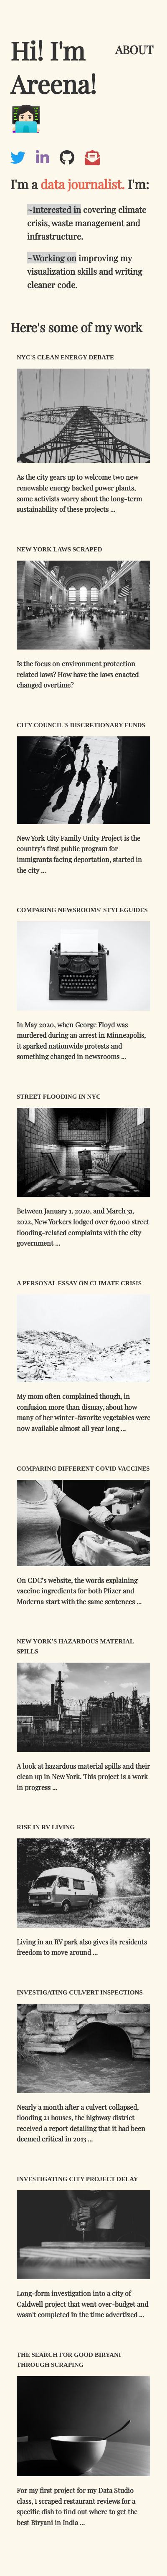 Hi! I'm
ABOUT
Areena!
I'm a data journalist. I'm:
~Interested in covering climate
crisis, waste management and
infrastructure.
~Working on improving my
visualization skills and writing
cleaner code.
Here's some of my work
NYC'S CLEAN ENERGY DEBATE
As the city gears up to welcome two new
renewable energy backed power plants,
some activists worry about the long-term
sustainability of these projects ...
NEW YORK LAWS SCRAPED
Is the focus on environment protection
related laws? How have the laws enacted
changed overtime?
CITY COUNCIL'S DISCRETIONARY FUNDS
New York City Family Unity Project is the
country's first public program for
immigrants facing deportation, started in
the city ...
COMPARING NEWSROOMS' STYLEGUIDES
In May 2020, when George Floyd was
murdered during an arrest in Minneapolis,
it sparked nationwide protests and
something changed in newsrooms ...
STREET FLOODING IN NYC
Between January 1, 2020, and March 31,
2022, New Yorkers lodged over 67,000 street
flooding-related complaints with the city
government ...
A PERSONAL ESSAY ON CLIMATE CRISIS
My mom often complained though, in
confusion more than dismay, about how
many of her winter-favorite vegetables were
now available almost all year long ...
COMPARING DIFFERENT COVID VACCINES
On CDC's website, the words explaining
vaccine ingredients for both Pfizer and
Moderna start with the same sentences ...
NEW YORK'S HAZARDOUS MATERIAL
SPILLS
A look at hazardous material spills and their
clean up in New York. This project is a work
in progress ...
RISE IN RV LIVING
Living in an RV park also gives its residents
freedom to move around ...
INVESTIGATING CULVERT INSPECTIONS
Nearly a month after a culvert collapsed,
flooding 21 houses, the highway district
received a report detailing that it had been
deemed critical in 2013 ...
INVESTIGATING CITY PROJECT DELAY
Long-form investigation into a city of
Caldwell project that went over-budget and
wasn't completed in the time advertized ...
THE SEARCH FOR GOOD BIRYANI
THROUGH SCRAPING
For my first project for my Data Studio
class, I scraped restaurant reviews for a
specific dish to find out where to get the
best Biryani in India ...